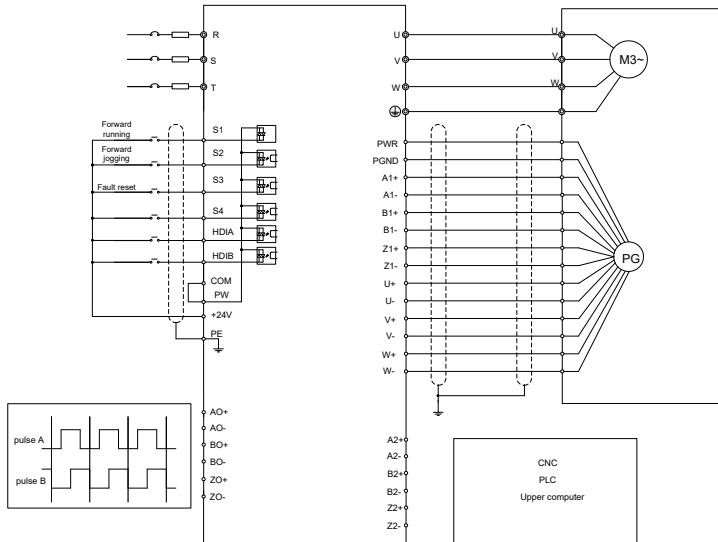 R
S
T
Forward
running
S1
Forward
jogging
S2
Fault reset
S3
S4
HDIA
HDIB
COM
PW
+24V
PE
U
V
W
U
V
W
M3~
PWR
PGND
A1+
A1-
B1+
B1-
Z1+
Z1-
U+
U-
V+
V-
W+
W-
PG
pulse A
pulse B
AO+
AO-
BO+
BO-
ZO+
ZO-
A2+
A2-
B2+
B2-
Z2+
Z2-
CNC
PLC
Upper computer